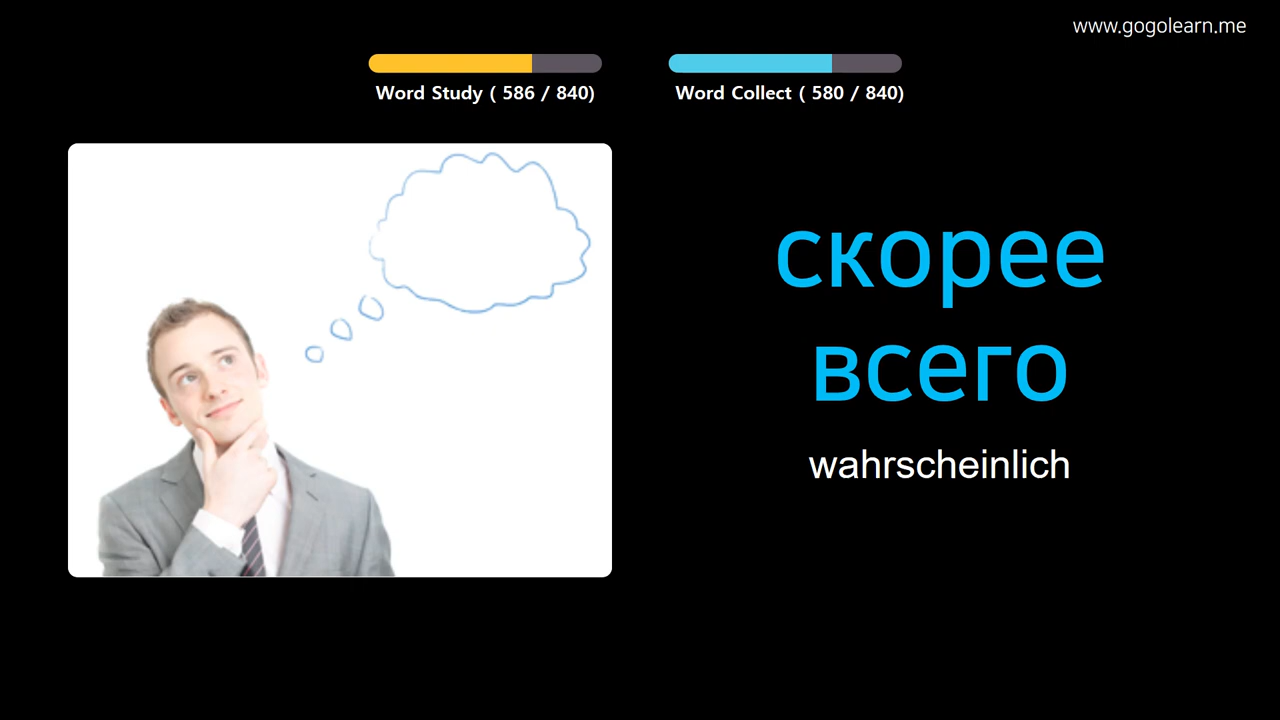 www.gogolearn.me
Word Study ( 586 / 840)
Word Collect ( 580 / 840)
скорее
всего
wahrscheinlich